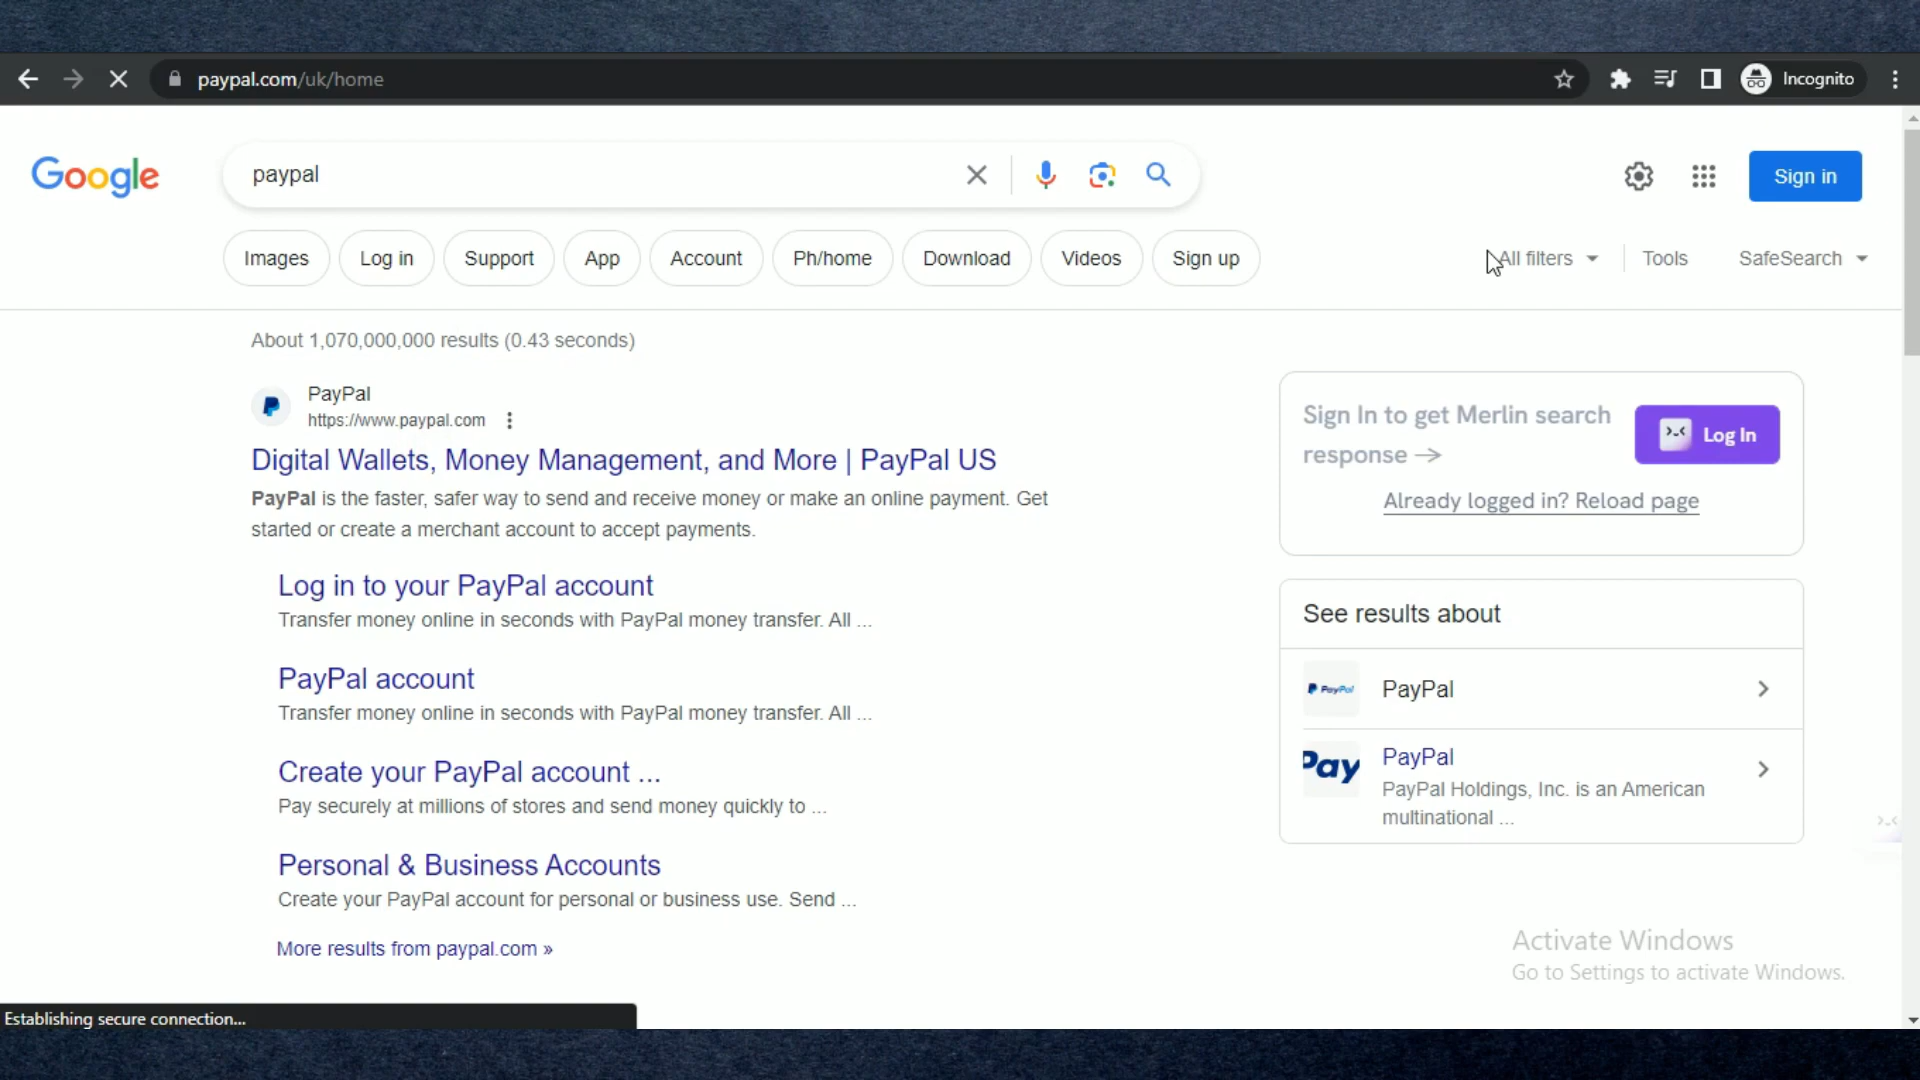 paypal.com/uk/home
Incognito
Google
paypal
Sign in
Images
Log in
Support
App
Account
Ph/home
Download
Videos
Sign up
All filters
Tools
SafeSearch
About 1,070,000,000 results (0.43 seconds)
PayPal
https://www.paypal.com
Digital Wallets, Money Management, and More | PayPal US
PayPal is the faster, safer way to send and receive money or make an online payment. Get
started or create a merchant account to accept payments.
Log in to your PayPal account
Transfer money online in seconds with PayPal money transfer. All ...
PayPal account
Transfer money online in seconds with PayPal money transfer. All ...
Create your PayPal account ...
Pay securely at millions of stores and send money quickly to ...
Personal & Business Accounts
Create your PayPal account for personal or business use. Send ...
More results from paypal.com »
Sign In to get Merlin search
response →
Log In
Already logged in? Reload page
See results about
PayPal
PayPal
Pay
PayPal
PayPal Holdings, Inc. is an American
multinational ...
Activate Windows
Go to Settings to activate Windows.
Establishing secure connection...